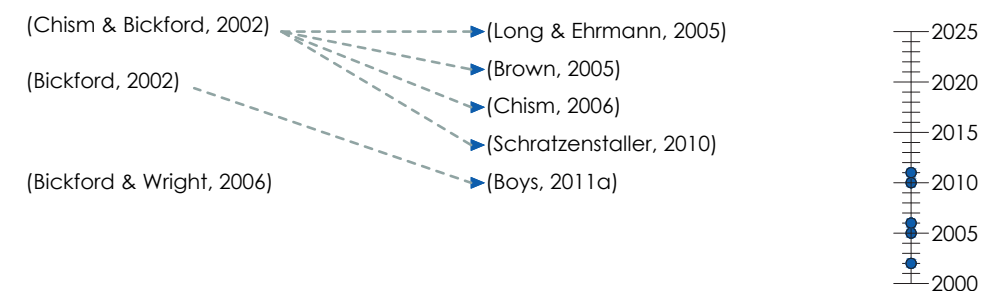 (Chism & Bickford, 2002)
(Bickford, 2002)
(Bickford & Wright, 2006)
(Long & Ehrmann, 2005)
(Brown, 2005)
(Chism, 2006)
(Schratzenstaller, 2010)
(Boys, 2011a)
2025
2020
2015
2010
2005
2000